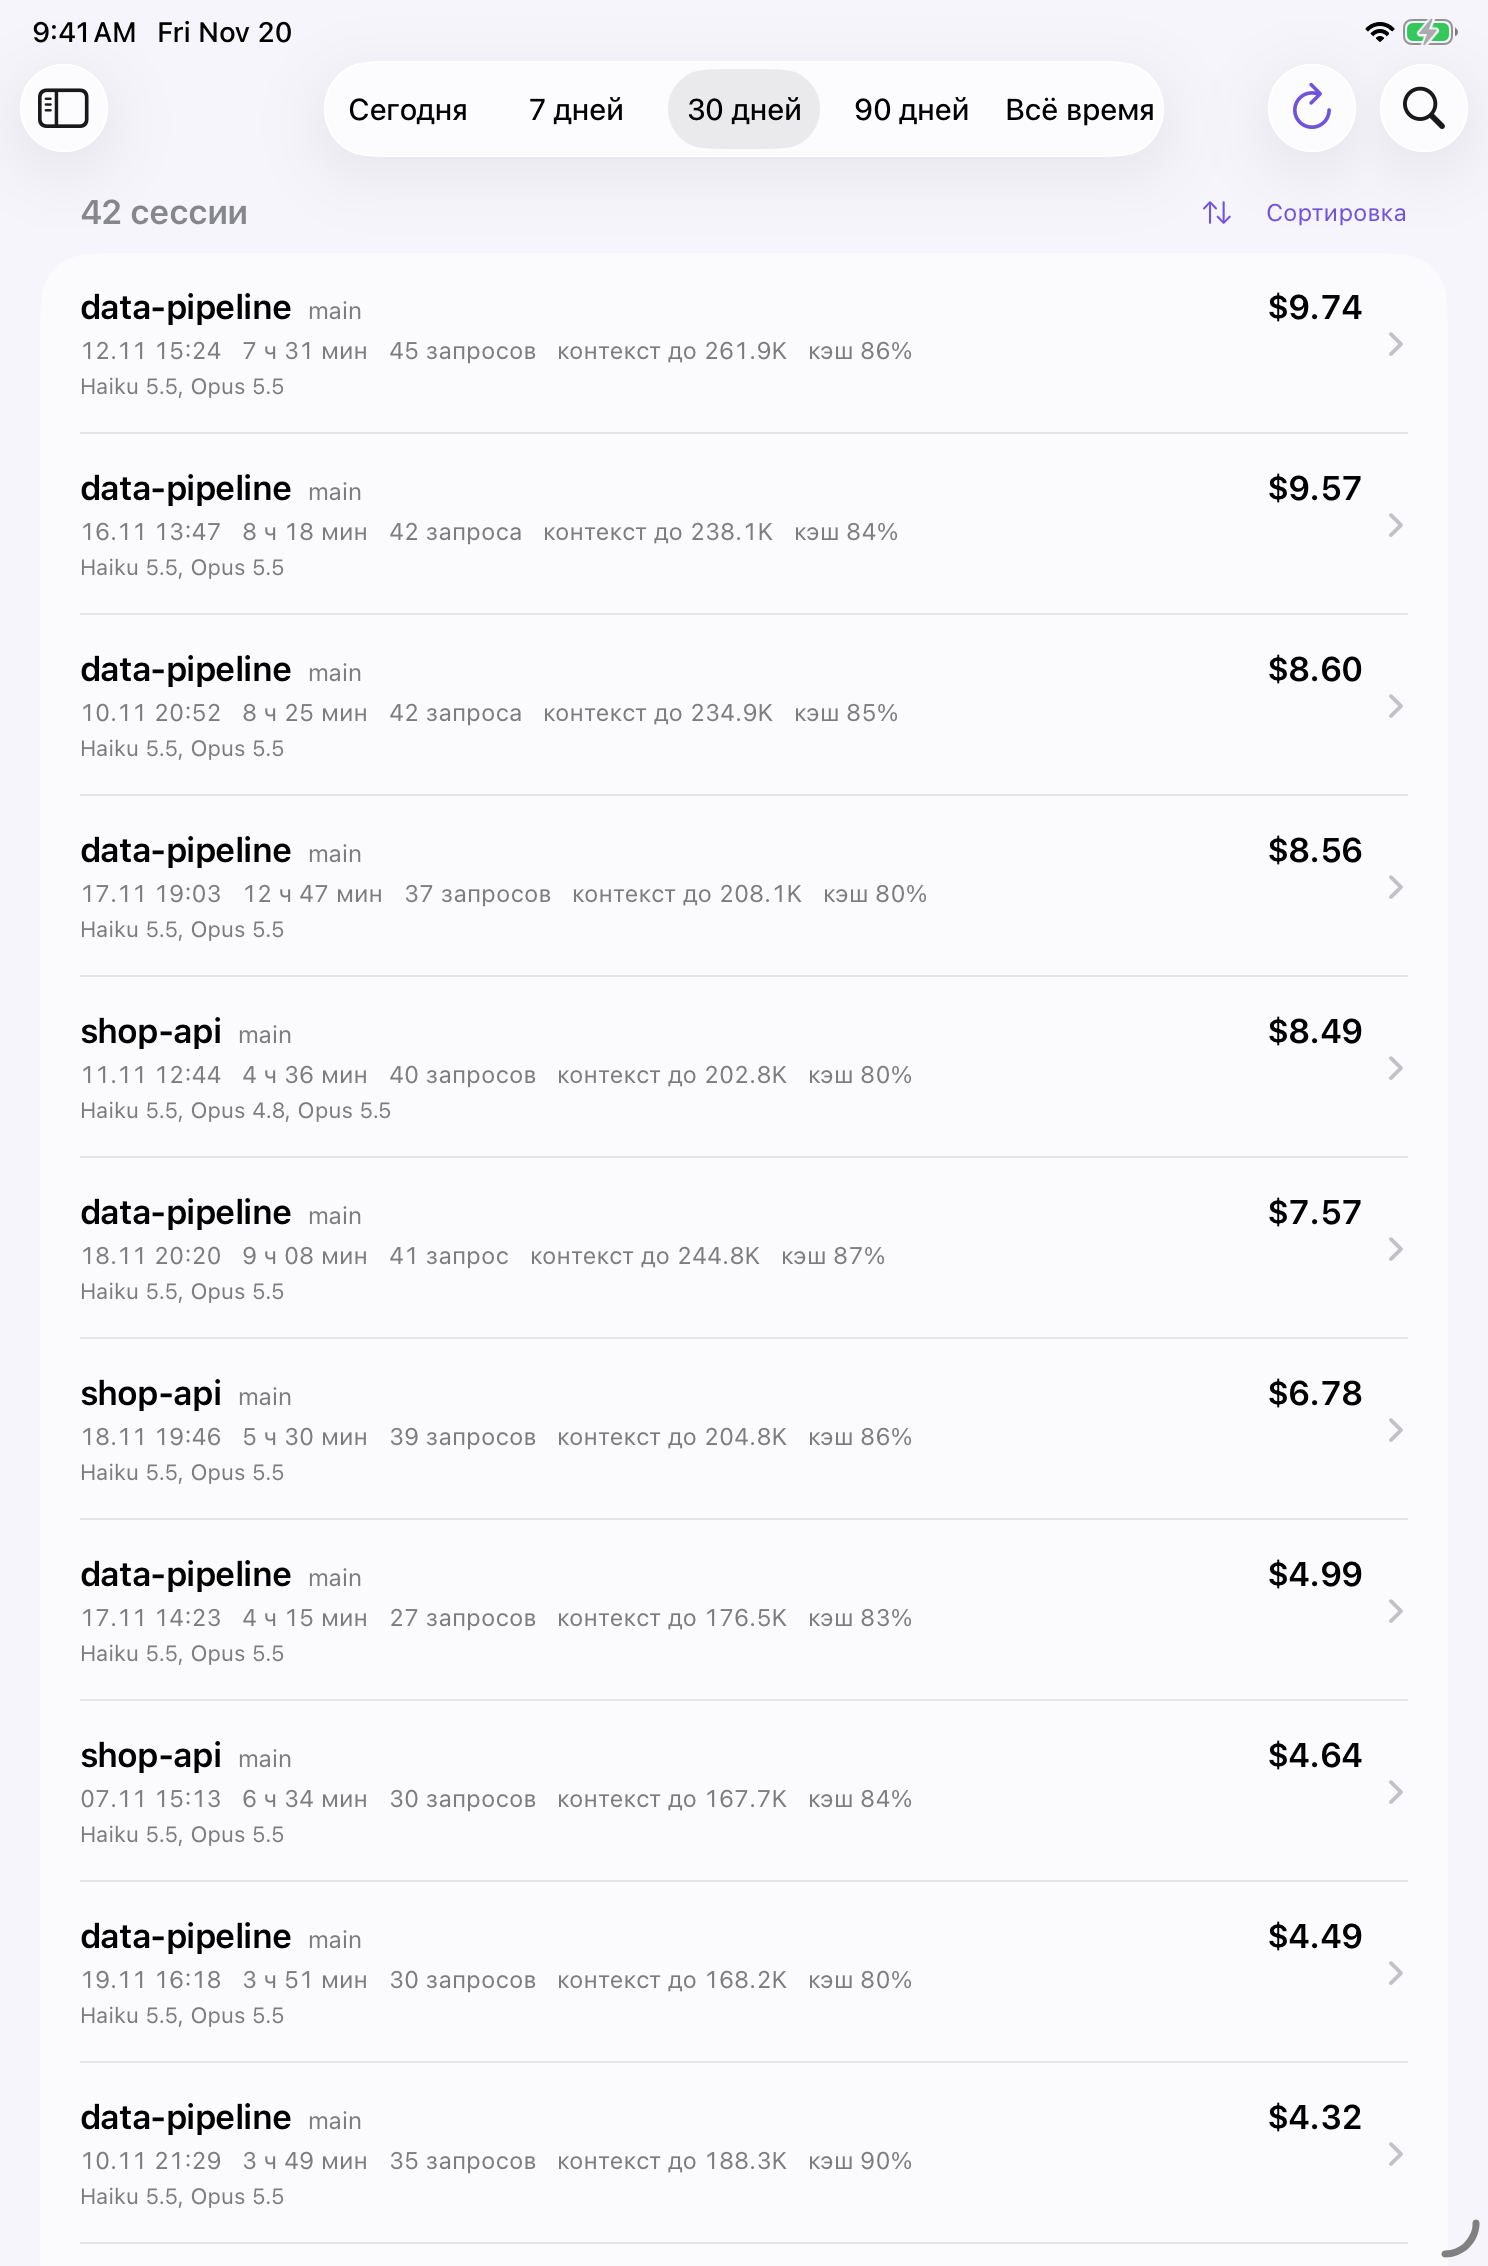 9:41 AM Fri Nov 20
Сегодня 7 дней 30 дней 90 дней Всё время
42 сессии Сортировка
data-pipeline main $9.74
12.11 15:24 7 ч 31 мин 45 запросов контекст до 261.9K кэш 86%
Haiku 5.5, Opus 5.5
data-pipeline main $9.57
16.11 13:47 8 ч 18 мин 42 запроса контекст до 238.1K кэш 84%
Haiku 5.5, Opus 5.5
data-pipeline main $8.60
10.11 20:52 8 ч 25 мин 42 запроса контекст до 234.9K кэш 85%
Haiku 5.5, Opus 5.5
data-pipeline main $8.56
17.11 19:03 12 ч 47 мин 37 запросов контекст до 208.1K кэш 80%
Haiku 5.5, Opus 5.5
shop-api main $8.49
11.11 12:44 4 ч 36 мин 40 запросов контекст до 202.8K кэш 80%
Haiku 5.5, Opus 4.8, Opus 5.5
data-pipeline main $7.57
18.11 20:20 9 ч 08 мин 41 запрос контекст до 244.8K кэш 87%
Haiku 5.5, Opus 5.5
shop-api main $6.78
18.11 19:46 5 ч 30 мин 39 запросов контекст до 204.8K кэш 86%
Haiku 5.5, Opus 5.5
data-pipeline main $4.99
17.11 14:23 4 ч 15 мин 27 запросов контекст до 176.5K кэш 83%
Haiku 5.5, Opus 5.5
shop-api main $4.64
07.11 15:13 6 ч 34 мин 30 запросов контекст до 167.7K кэш 84%
Haiku 5.5, Opus 5.5
data-pipeline main $4.49
19.11 16:18 3 ч 51 мин 30 запросов контекст до 168.2K кэш 80%
Haiku 5.5, Opus 5.5
data-pipeline main $4.32
10.11 21:29 3 ч 49 мин 35 запросов контекст до 188.3K кэш 90%
Haiku 5.5, Opus 5.5